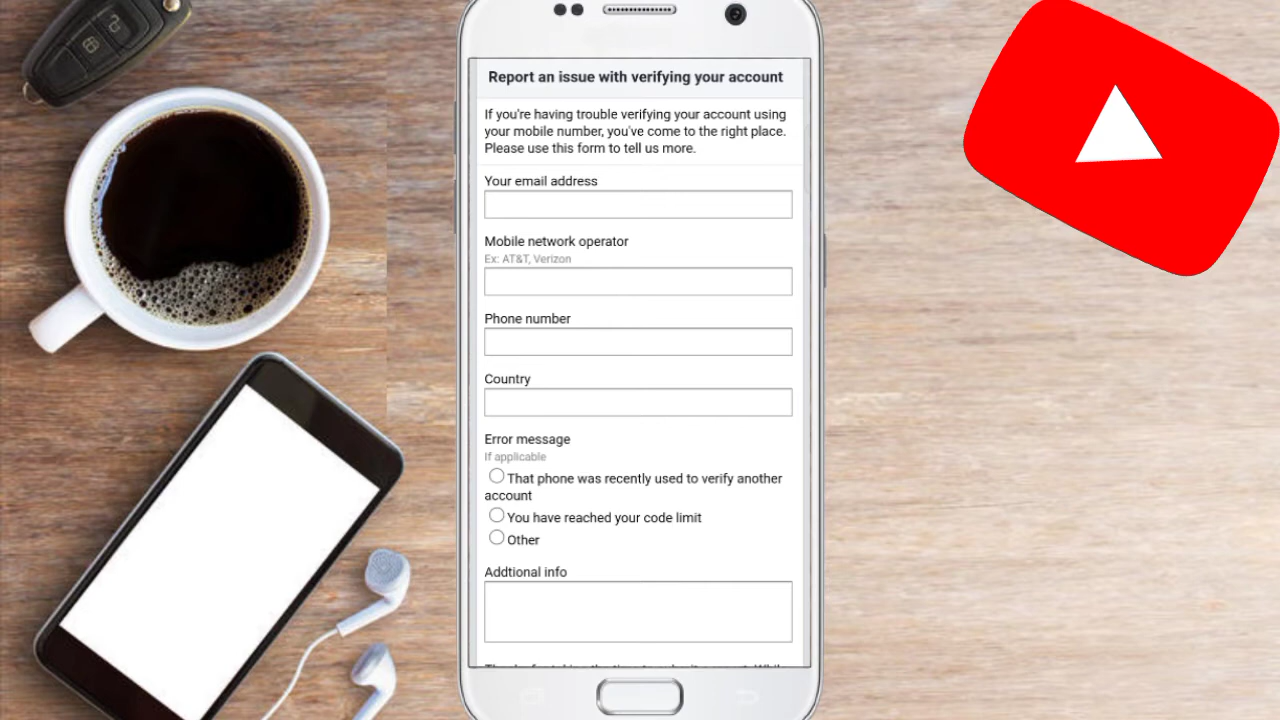 Report an issue with verifying your account
If you're having trouble verifying your account using
your mobile number, you've come to the right place.
Please use this form to tell us more.
Your email address
Mobile network operator
Ex: AT&T, Verizon
Phone number
Country
Error message
If applicable
That phone was recently used to verify another
account
You have reached your code limit
Other
Addtional info